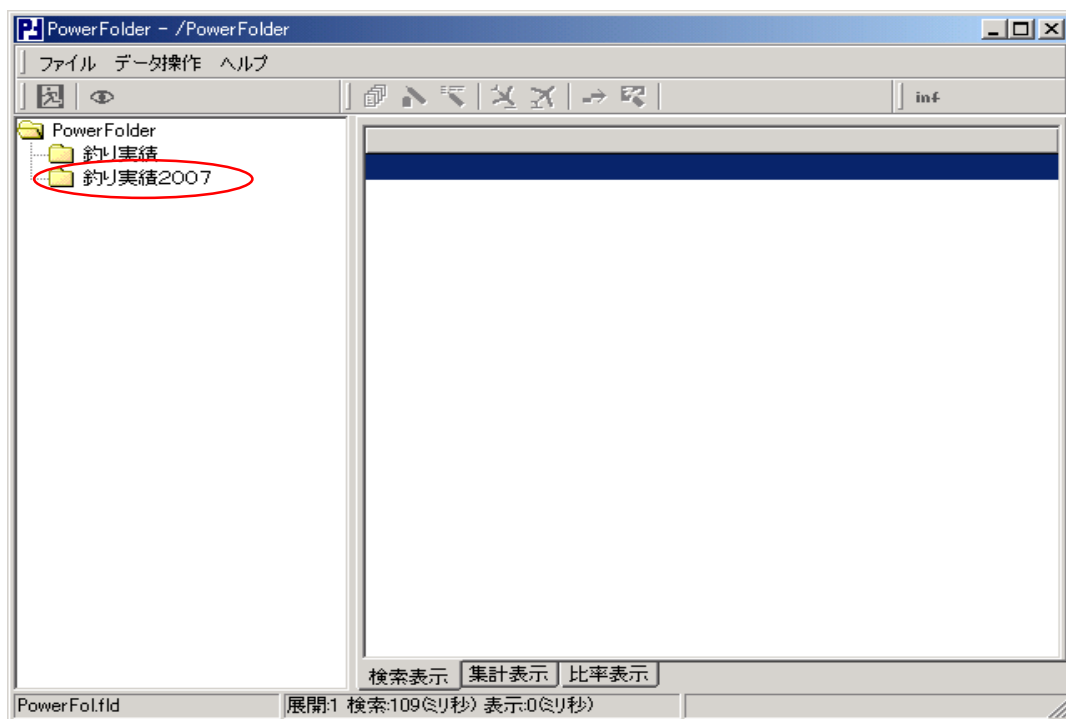 PowerFolder - /PowerFolder
ファイル データ操作 ヘルプ
inf
PowerFolder
釣り実績
釣り実績2007
検索表示 集計表示 比率表示
PowerFol.fld 展開:1 検索:109(ミリ秒) 表示:0(ミリ秒)